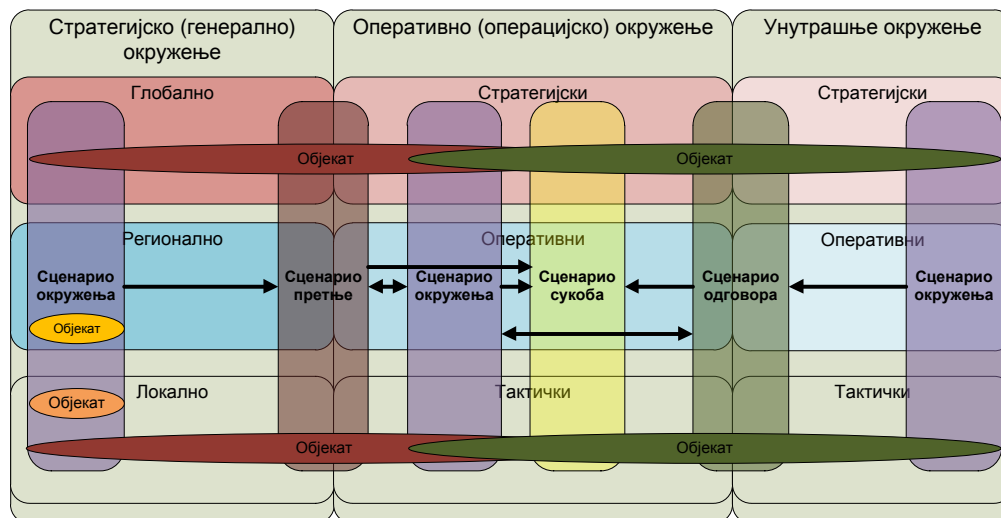 Стратегијско (генерално)
окружење
Оперативно (операцијско) окружење
Унутрашње окружење
Глобално
Стратегијски
Стратегијски
Објекат
Објекат
Регионално
Оперативни
Оперативни
Сценарио
окружења
Сценарио
претње
Сценарио
окружења
Сценарио
сукоба
Сценарио
одговора
Сценарио
окружења
Објекат
Локално
Тактички
Тактички
Објекат
Објекат
Објекат